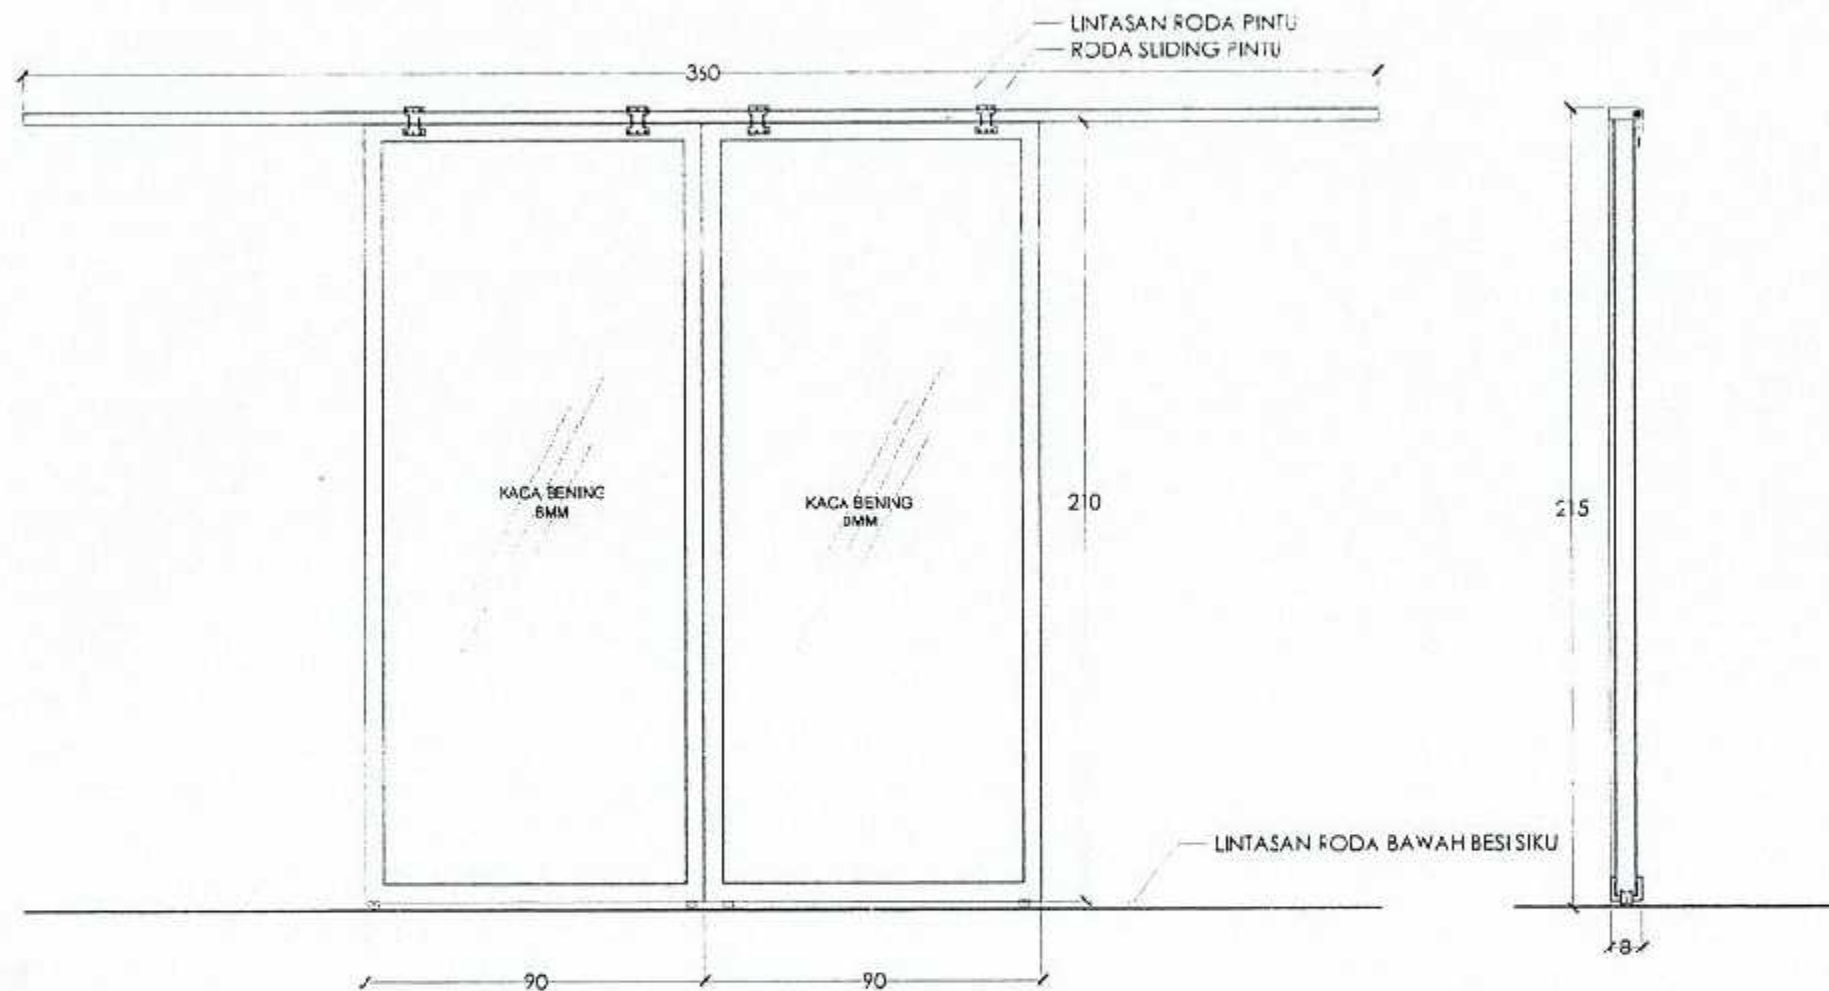 LINTASAN RODA PINTU
RODA SLIDING PINTU
360
KACA BENING
8MM
KACA BENING
8MM
210
215
LINTASAN RODA BAWAH BESI SIKU
8
90
90